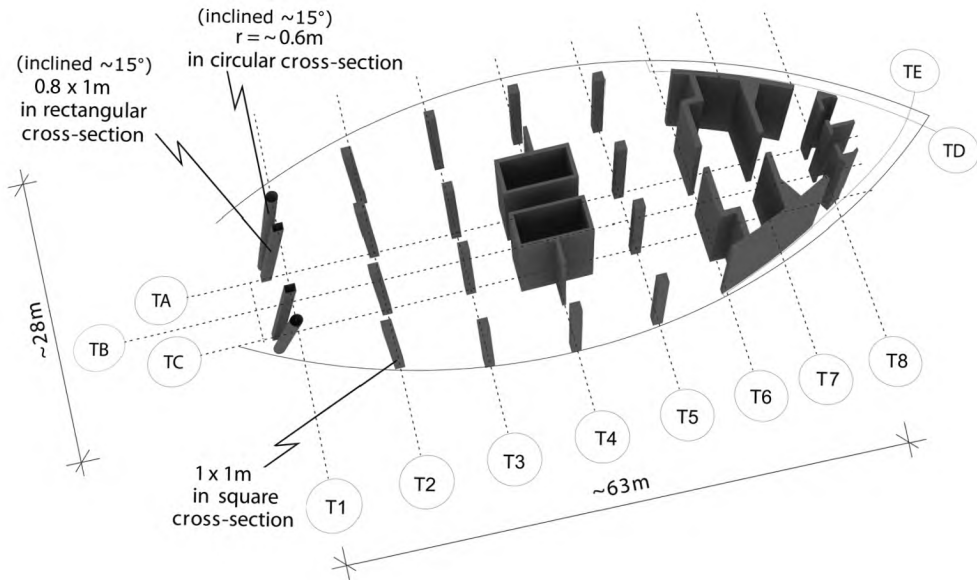 (inclined ~15°)
r = ~ 0.6m
in circular cross-section
(inclined ~15°)
0.8 x 1m
in rectangular
cross-section
TE
TD
~28m
TA
TB
TC
T8
T7
T6
T5
T4
T3
T2
T1
~63m
1 x 1m
in square
cross-section